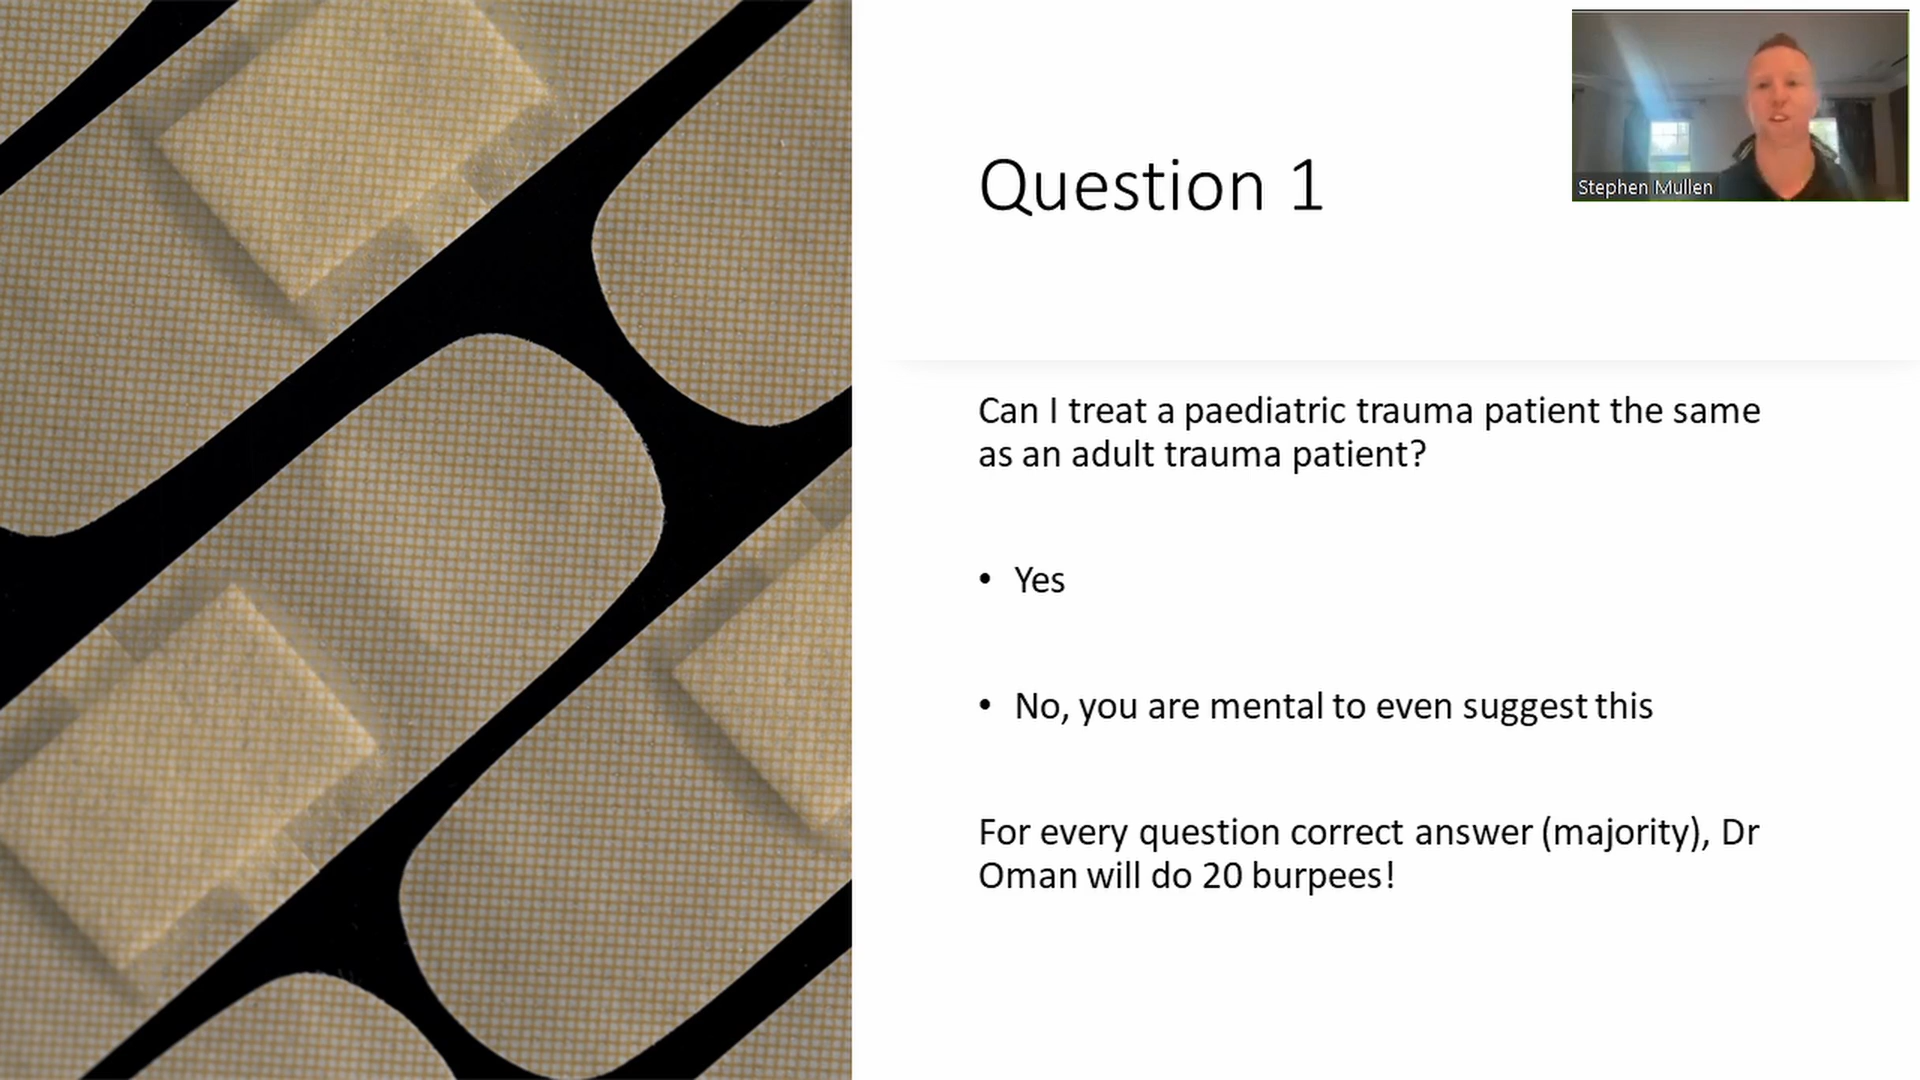 Question 1
Stephen Mullen
Can I treat a paediatric trauma patient the same
as an adult trauma patient?
• Yes
• No, you are mental to even suggest this
For every question correct answer (majority), Dr
Oman will do 20 burpees!